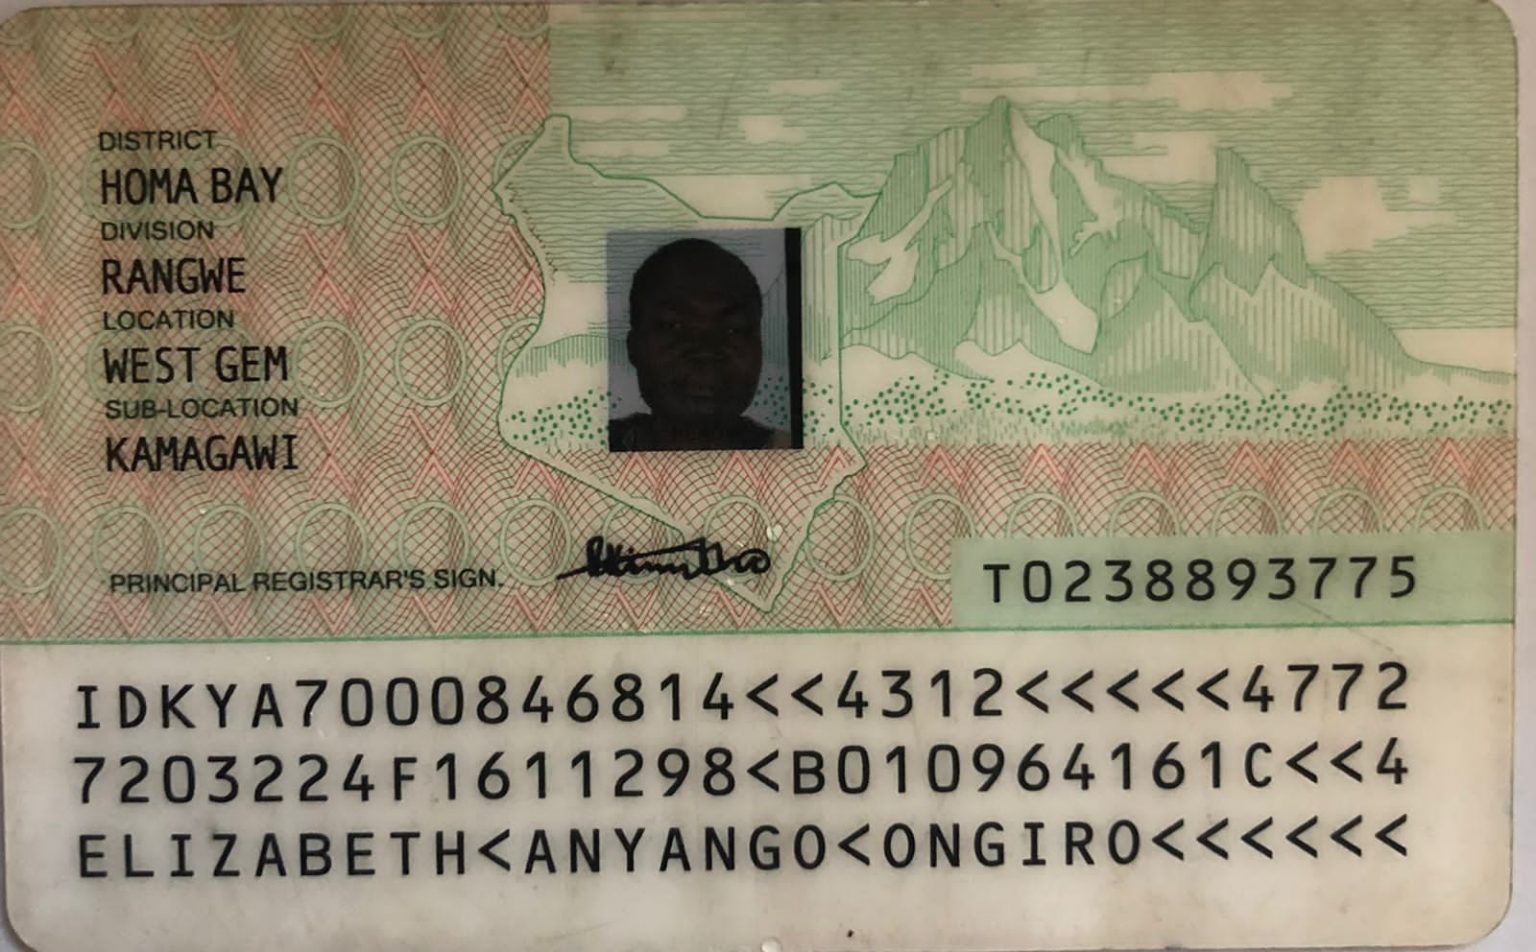 DISTRICT
HOMA BAY
DIVISION
RANGWE
LOCATION
WEST GEM
SUB-LOCATION
KAMAGAWI
PRINCIPAL REGISTRAR'S SIGN.
T0238893775
IDKYA7000846814<<4312<<<<<4772
7203224F1611298<B010964161C<<4
ELIZABETH<ANYANGO<ONGIRO<<<<<<